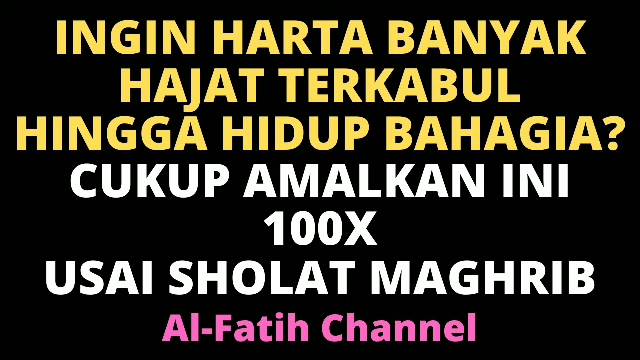 INGIN HARTA BANYAK
HAJAT TERKABUL
HINGGA HIDUP BAHAGIA?
CUKUP AMALKAN INI
100X
USAI SHOLAT MAGHRIB
Al-Fatih Channel